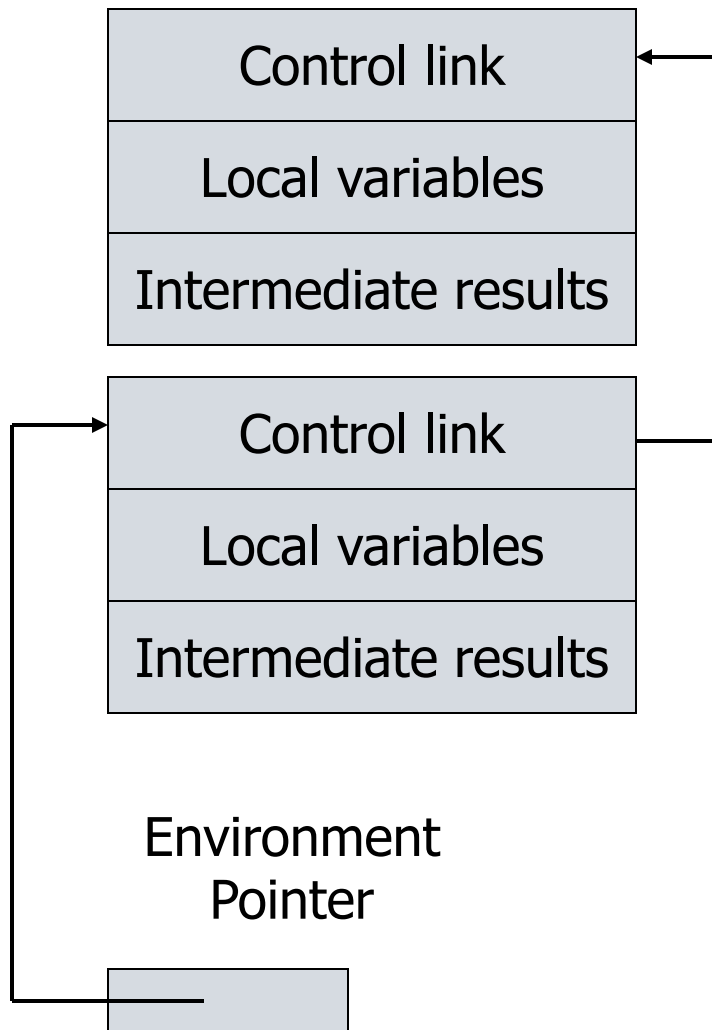 Control link
Local variables
Intermediate results
Control link
Local variables
Intermediate results
Environment
Pointer